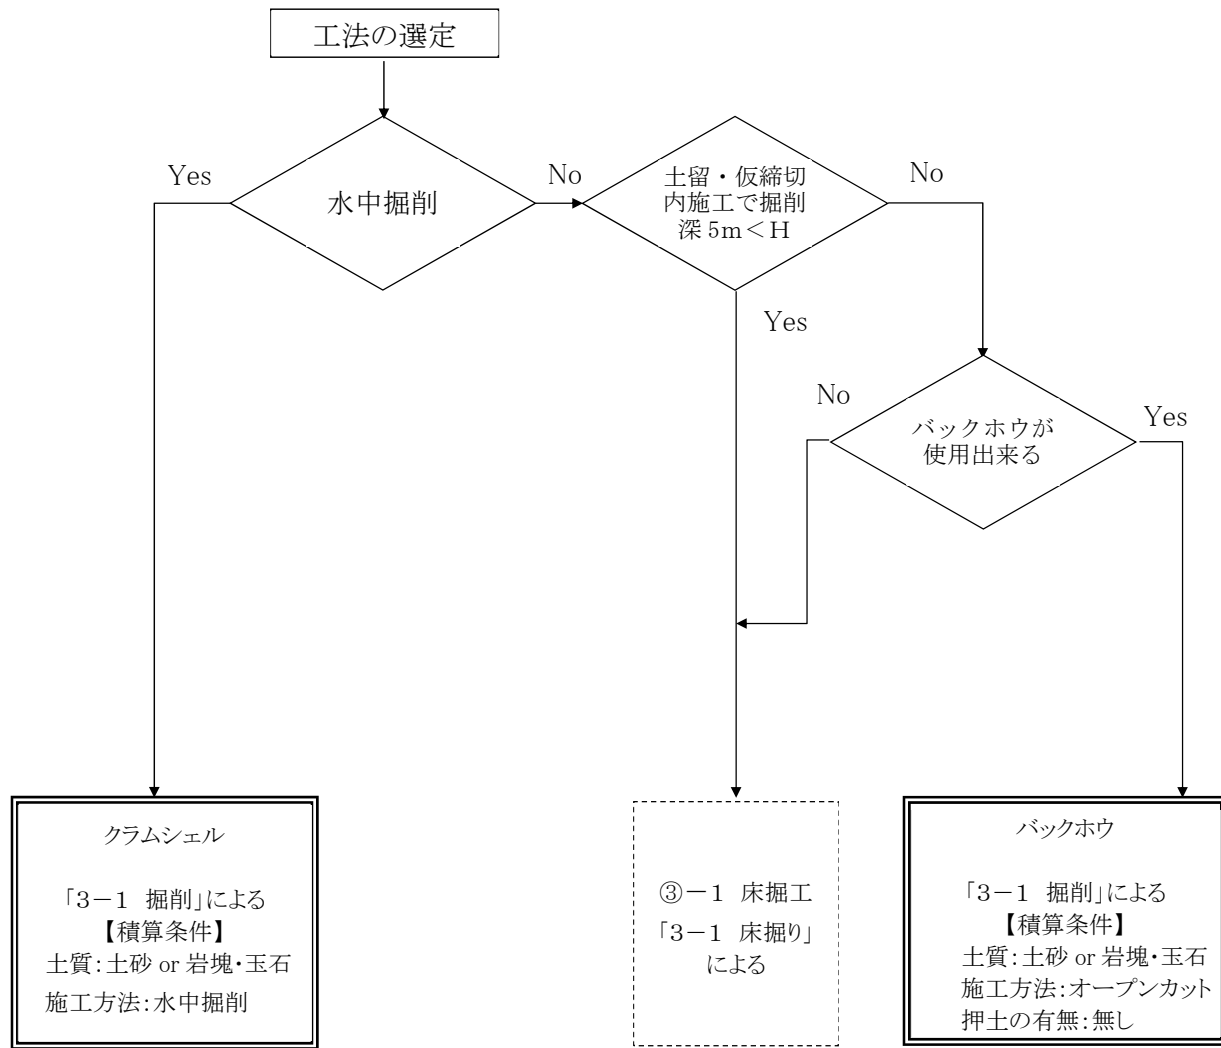 工法の選定
Yes
水中掘削
No
土留・仮締切
内施工で掘削
深 5m<H
No
Yes
No
バックホウが
使用出来る
Yes
クラムシェル
「3-1 掘削」による
【積算条件】
土質:土砂 or 岩塊・玉石
施工方法:水中掘削
③-1 床掘工
「3-1 床掘り」
による
バックホウ
「3-1 掘削」による
【積算条件】
土質:土砂 or 岩塊・玉石
施工方法:オープンカット
押土の有無:無し